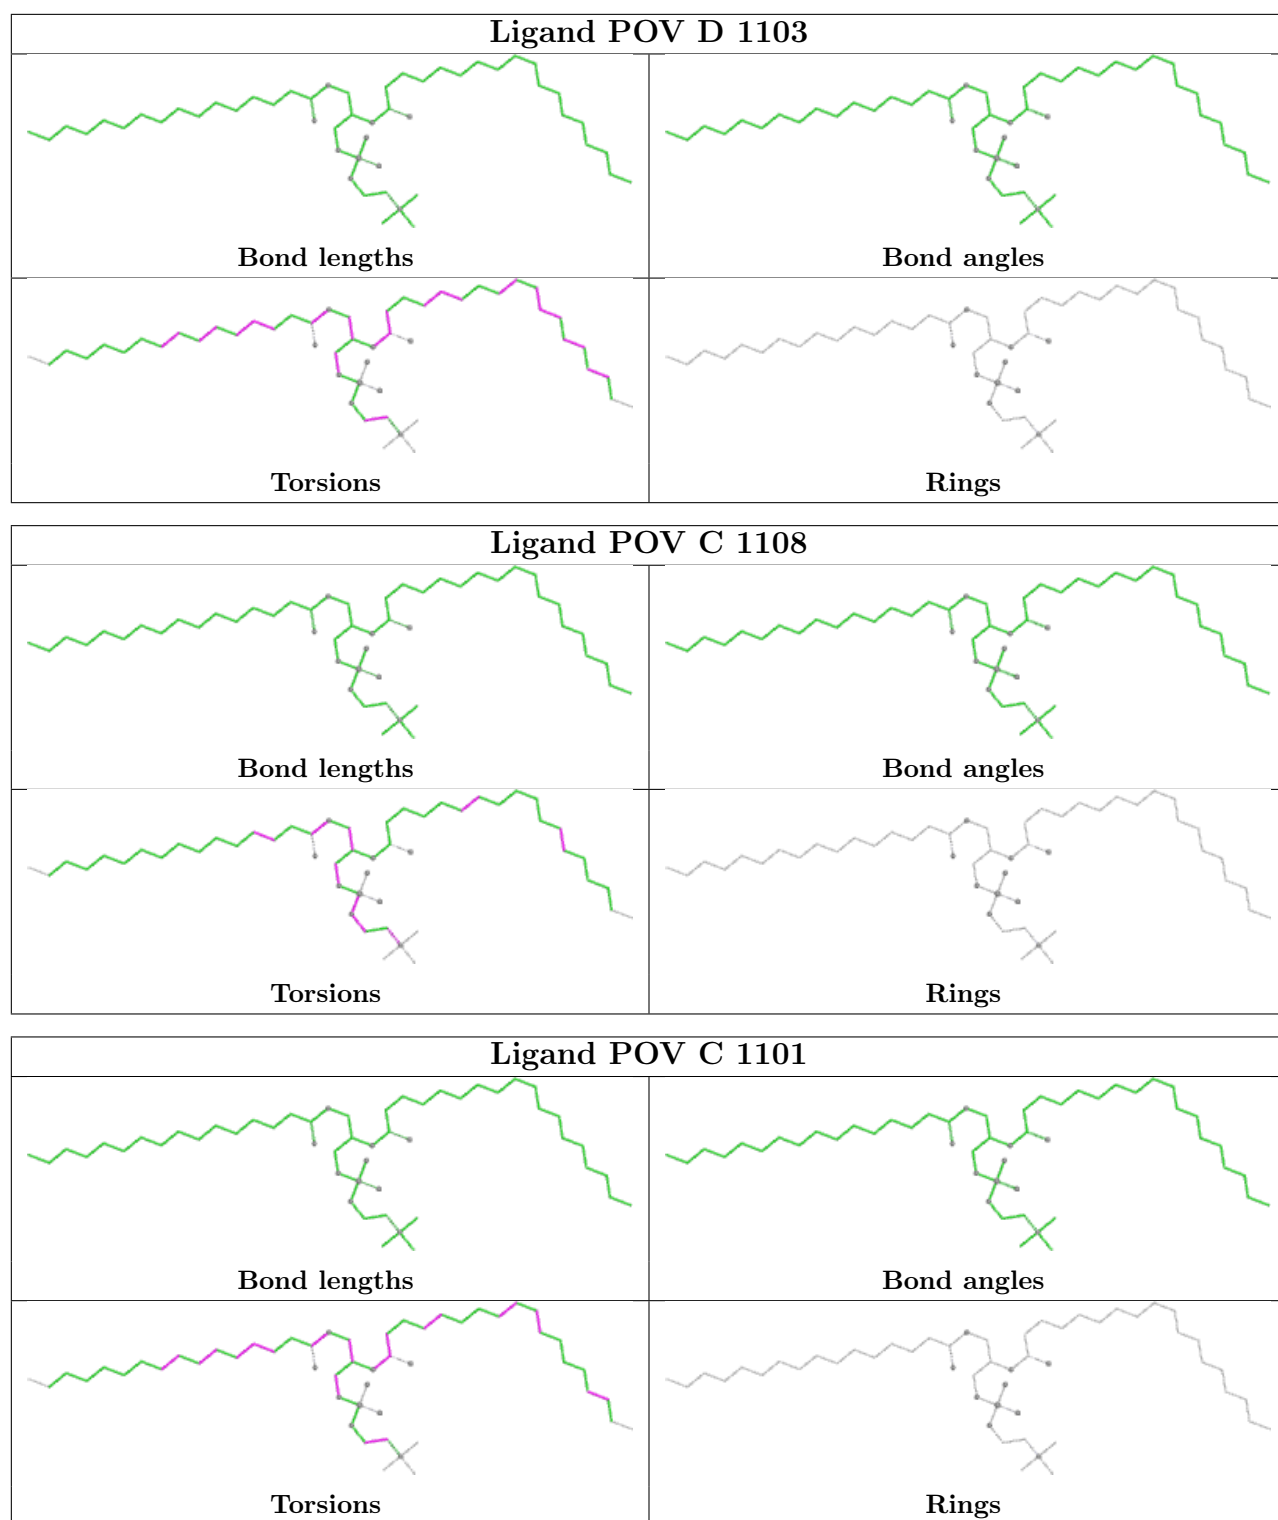 Ligand POV D 1103
Bond lengths
Bond angles
Torsions
Rings
Ligand POV C 1108
Bond lengths
Bond angles
Torsions
Rings
Ligand POV C 1101
Bond lengths
Bond angles
Torsions
Rings